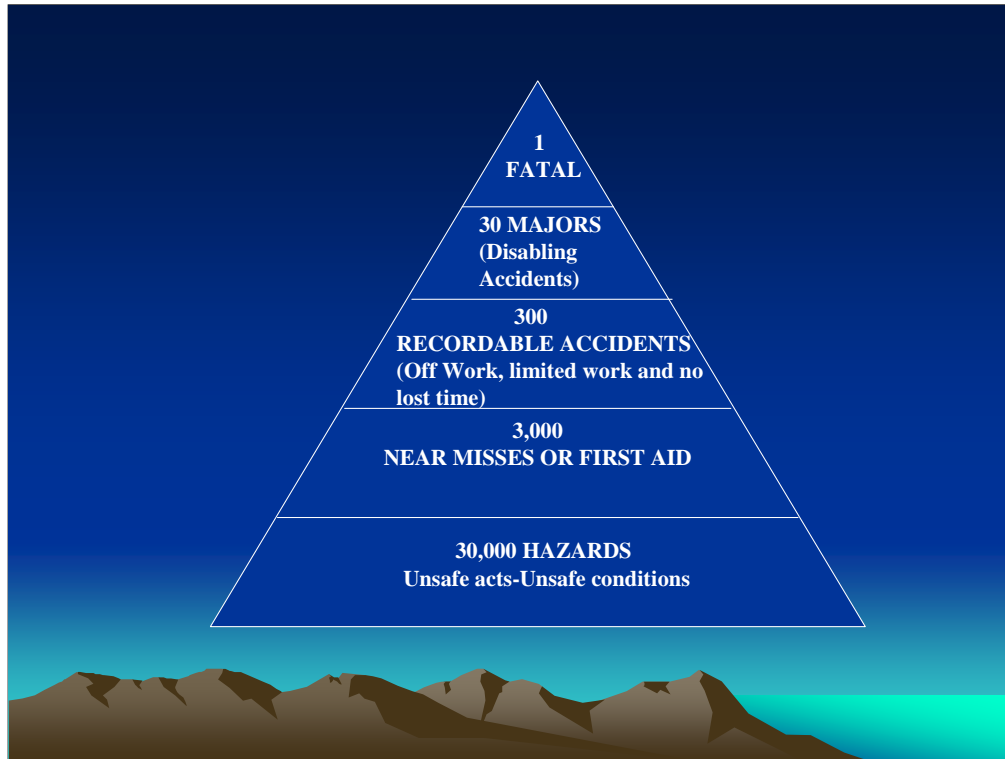 1
FATAL
30 MAJORS
(Disabling
Accidents)
300
RECORDABLE ACCIDENTS
(Off Work, limited work and no
lost time)
3,000
NEAR MISSES OR FIRST AID
30,000 HAZARDS
Unsafe acts-Unsafe conditions